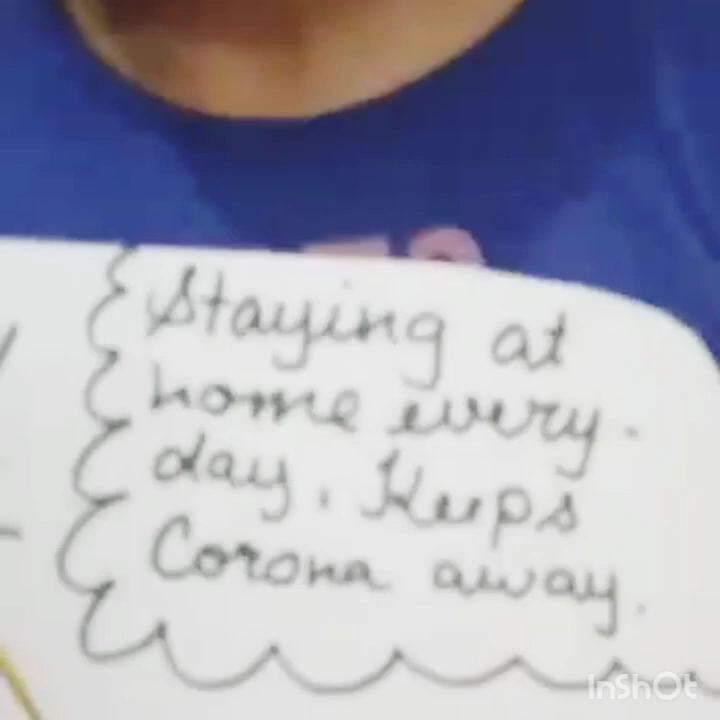 Staying at
home every-
day. Keeps
Corona away.
InShOt